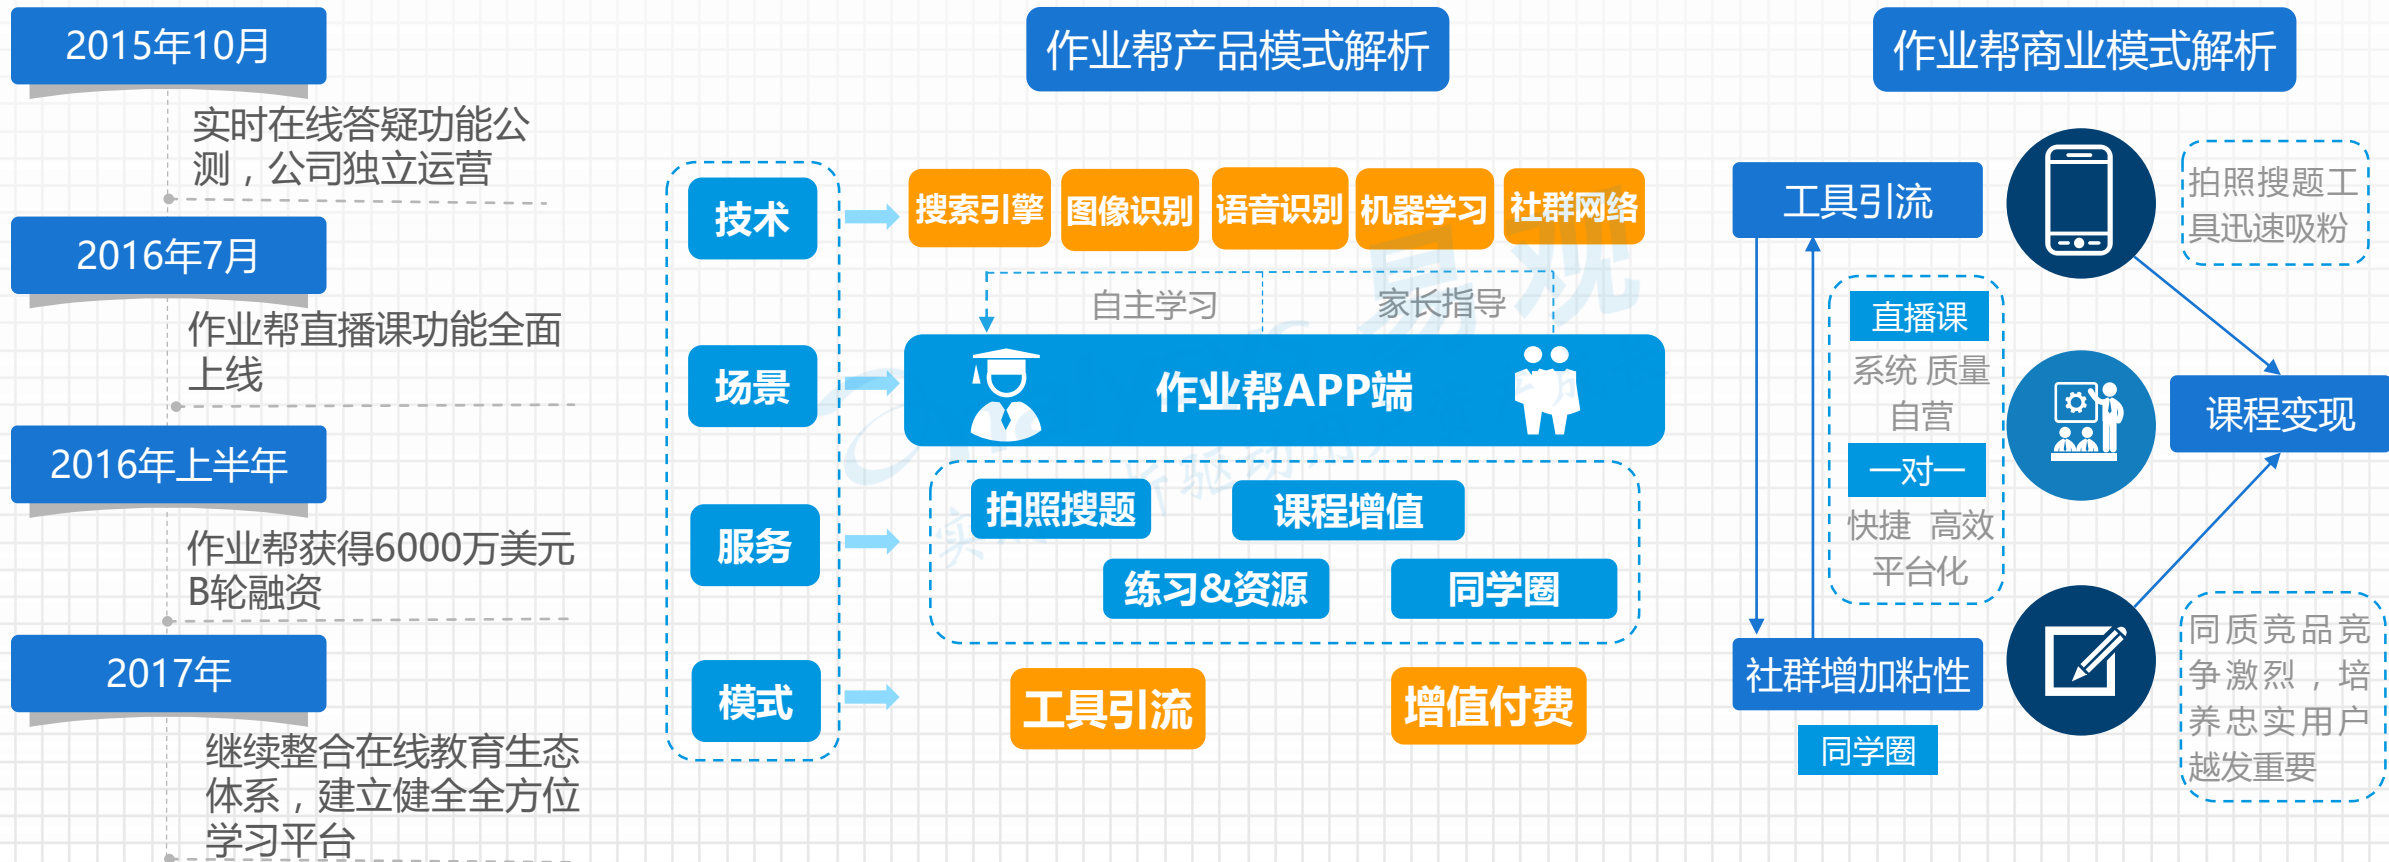 2015年10月
实时在线答疑功能公
测，公司独立运营
2016年7月
作业帮直播课功能全面
上线
2016年上半年
作业帮获得6000万美元
B轮融资
2017年
继续整合在线教育生态
体系，建立健全全方位
学习平台
作业帮产品模式解析
技术
搜索引擎
图像识别
语音识别
机器学习
社群网络
自主学习
家长指导
场景
作业帮APP端
服务
拍照搜题
课程增值
练习&资源
同学圈
模式
工具引流
增值付费
作业帮商业模式解析
工具引流
拍照搜题工
具迅速吸粉
直播课
系统 质量
自营
一对一
快捷 高效
平台化
课程变现
社群增加粘性
同学圈
同质竞品竞
争激烈，培
养忠实用户
越发重要
易观